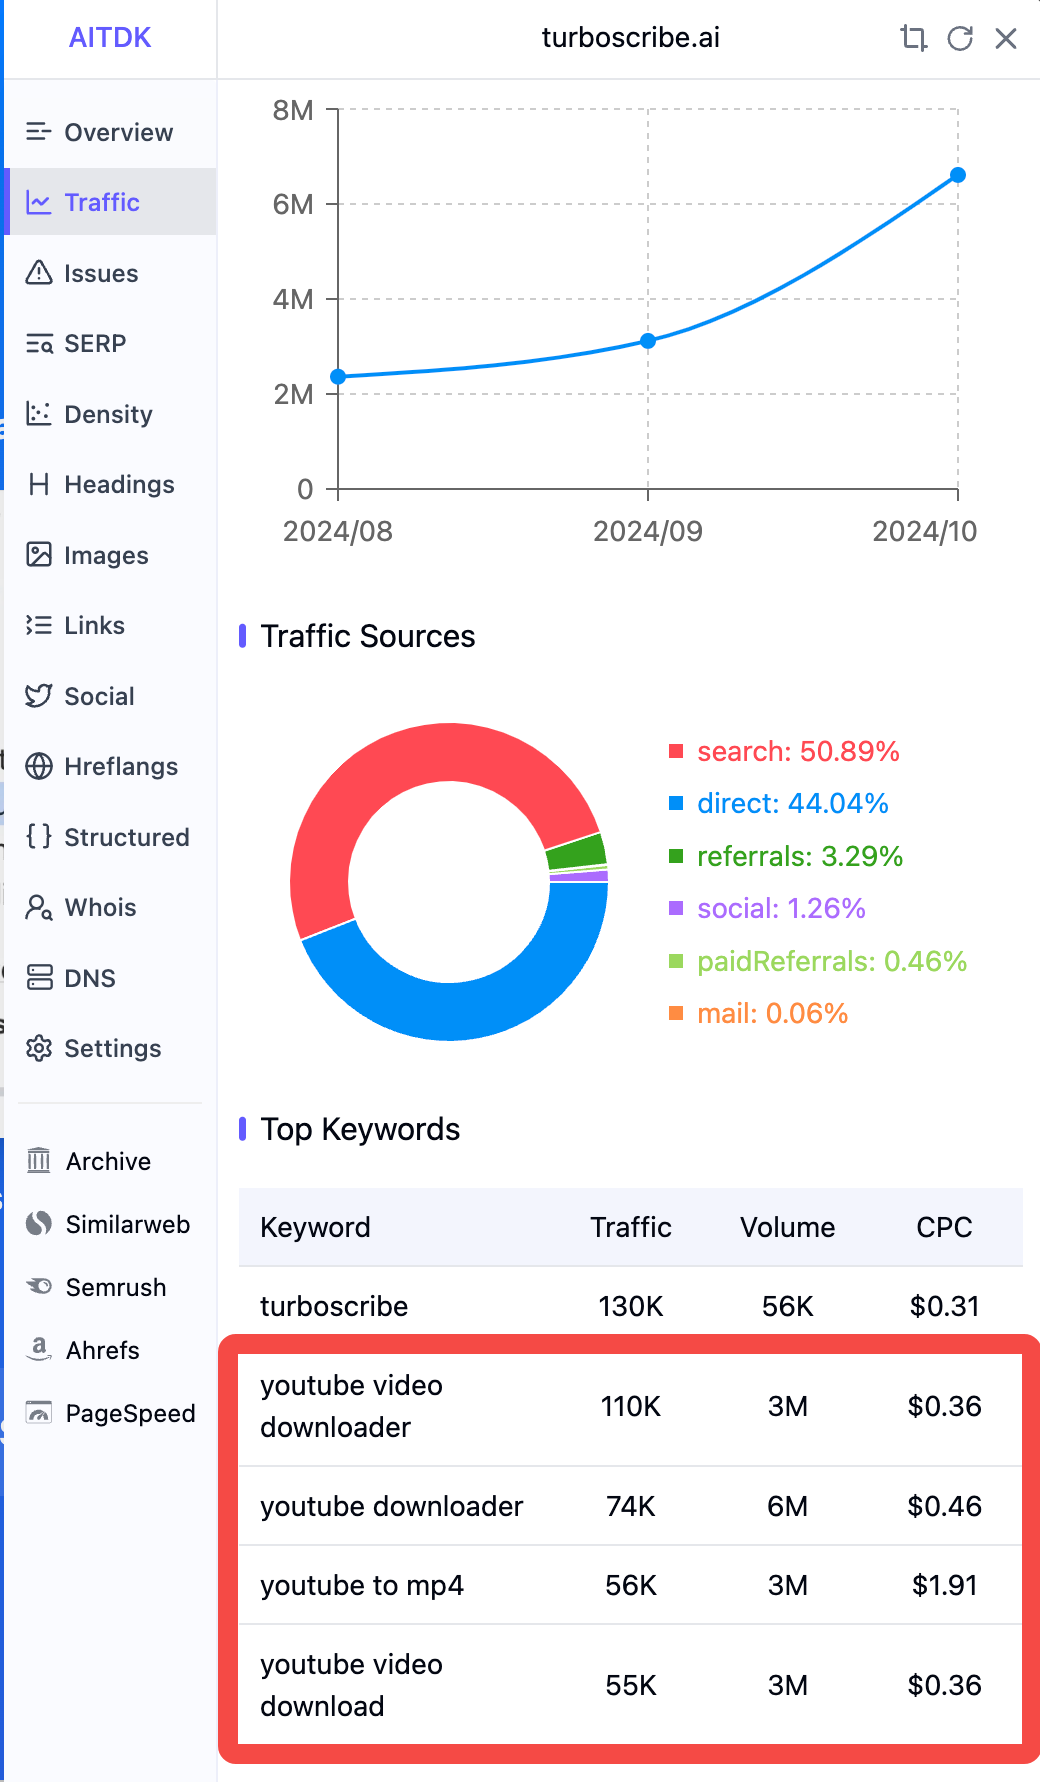 AITDK
turboscribe.ai
Overview
Traffic
Issues
SERP
Density
Headings
Images
Links
Social
Hreflangs
Structured
Whois
DNS
Settings
Archive
Similarweb
Semrush
Ahrefs
PageSpeed
8M
6M
4M
2M
0
2024/08 2024/09 2024/10
Traffic Sources
search: 50.89%
direct: 44.04%
referrals: 3.29%
social: 1.26%
paidReferrals: 0.46%
mail: 0.06%
Top Keywords
Keyword Traffic Volume CPC
turboscribe 130K 56K $0.31
youtube video
downloader 110K 3M $0.36
youtube downloader 74K 6M $0.46
youtube to mp4 56K 3M $1.91
youtube video
download 55K 3M $0.36